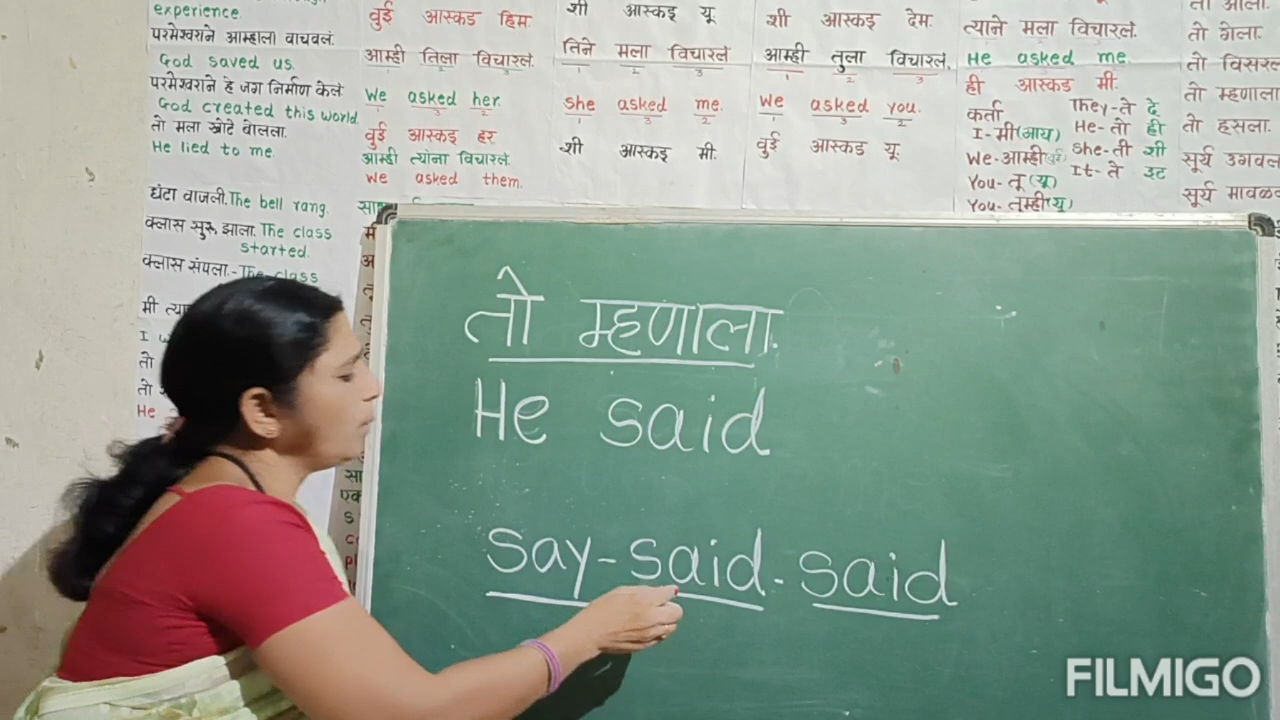 experience.
परमेश्वराने आम्हाला वाचवलं.
God saved us.
परमेश्वराने हे जग निर्माण केलं
God created this world.
तो मला खोटे बोलला.
He lied to me.
घंटा वाजली. The bell rang.
क्लास सुरू झाला. The class
started.
क्लास संपला. - The class
मी
I
तो
तो
He
वुई आस्कड हिम.
आम्ही तिला विचारलं.
We asked her.
वुई आस्कड हर
आम्ही त्यांना विचारलं.
We asked them.
शी आस्कड यू
तिने मला विचारलं
She asked me.
शी आस्कड मी.
शी आस्कड देम.
आम्ही तुला विचारलं.
We asked you.
वुई आस्कड यू
त्याने मला विचारलं.
He asked me.
ही आस्कड मी.
कर्ता
I - मी (आय)
We - आम्ही (वुई)
You - तू (यू)
You - तुम्ही (यू)
They - ते दे
He - तो ही
She - ती शी
It - ते इट
तो आला.
तो गेला.
तो विसरला
तो म्हणाला
तो हसला.
सूर्य उगवला
सूर्य मावळला
तो म्हणाला.
He said
say - said - said
FILMIGO